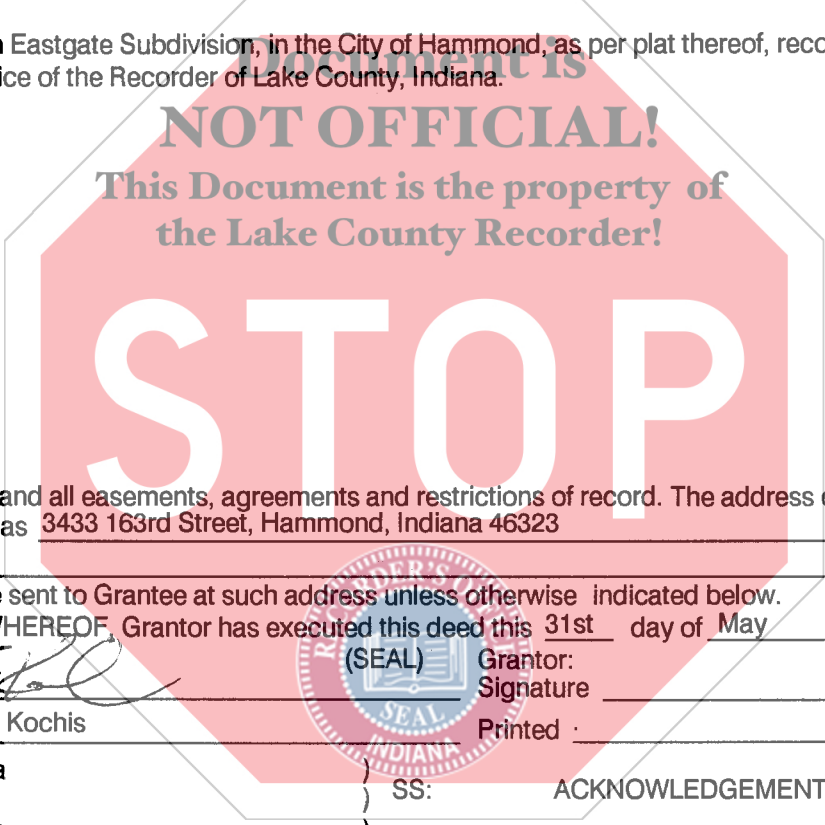 n Eastgate Subdivision, in the City of Hammond, as per plat thereof, reco
ice of the Recorder of Lake County, Indiana.
Document is
NOT OFFICIAL!
This Document is the property of
the Lake County Recorder!
STOP
and all easements, agreements and restrictions of record. The address o
as 3433 163rd Street, Hammond, Indiana 46323
e sent to Grantee at such address unless otherwise indicated below.
WHEREOF, Grantor has executed this deed this 31st day of May
(SEAL) Grantor:
Signature
Kochis Printed
RECORDER'S OFFICE
SEAL
INDIANA
a
SS: ACKNOWLEDGEMENT